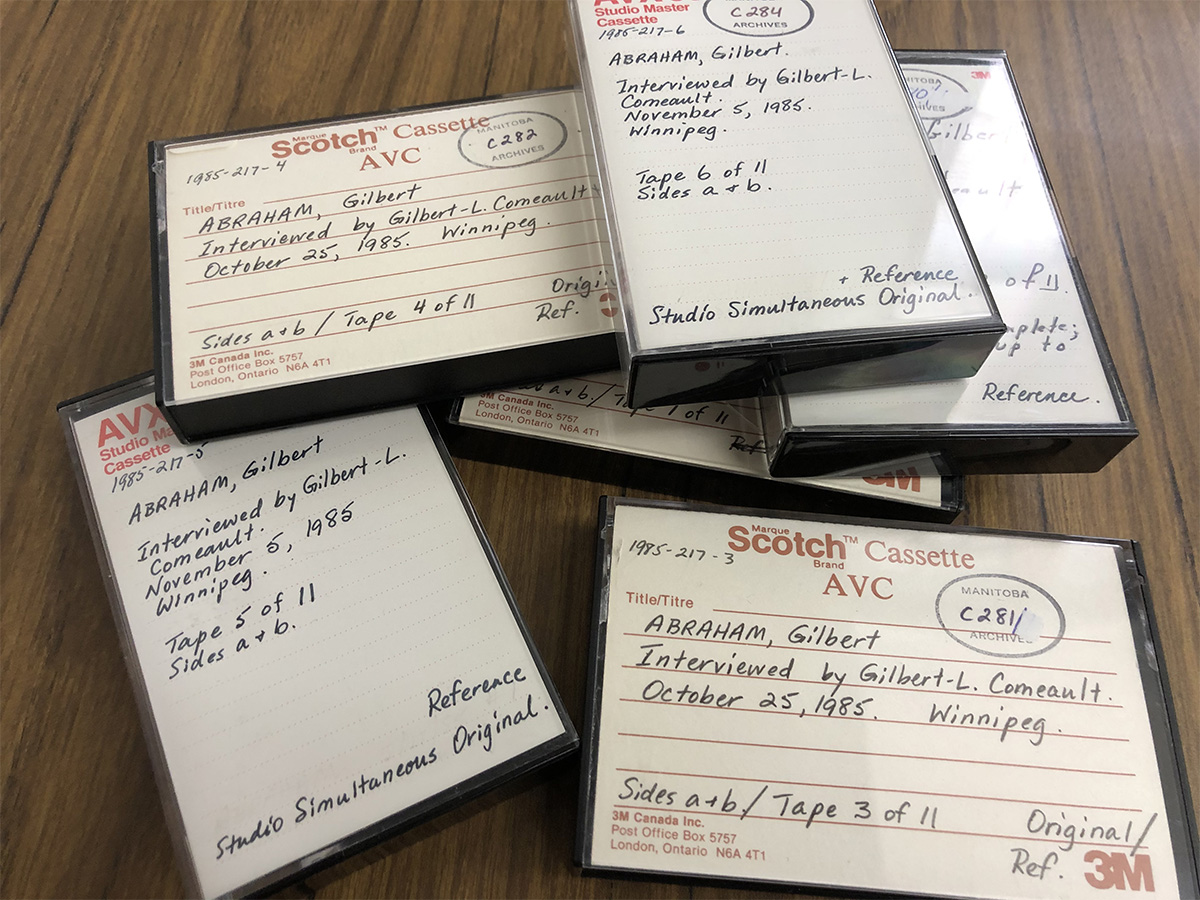 Marque
Scotch™ Cassette
Brand
AVC
MANITOBA
C282
ARCHIVES
1985-217-4
Title/Titre
ABRAHAM, Gilbert
Interviewed by Gilbert-L. Comeault
October 25, 1985. Winnipeg.
Sides a+b / Tape 4 of 11
Ref.
3M Canada Inc.
Post Office Box 5757
London, Ontario N6A 4T1
Studio Master
Cassette
1985-217-6
C284
ARCHIVES
ABRAHAM, Gilbert.
Interviewed by Gilbert-L.
Comeault.
November 5, 1985.
Winnipeg.
Tape 6 of 11
Sides a + b.
+ Reference
Studio Simultaneous Original.
3M
of 11.
up to
Reference.
a+b. / Tape 1 of 11
3M Canada Inc.
Post Office Box 5757
London, Ontario N6A 4T1
3M
AVX
Studio
Cassette
1985-217-5
ABRAHAM, Gilbert
Interviewed by Gilbert-L.
Comeault.
November 5, 1985
Winnipeg.
Tape 5 of 11
Sides a + b.
Reference
Studio Simultaneous Original.
Marque
Scotch™ Cassette
Brand
AVC
1985-217-3
MANITOBA
C281/
ARCHIVES
Title/Titre
ABRAHAM, Gilbert
Interviewed by Gilbert-L. Comeault.
October 25, 1985. Winnipeg.
Sides a+b / Tape 3 of 11
Original/
Ref.
3M Canada Inc.
Post Office Box 5757
London, Ontario N6A 4T1
3M